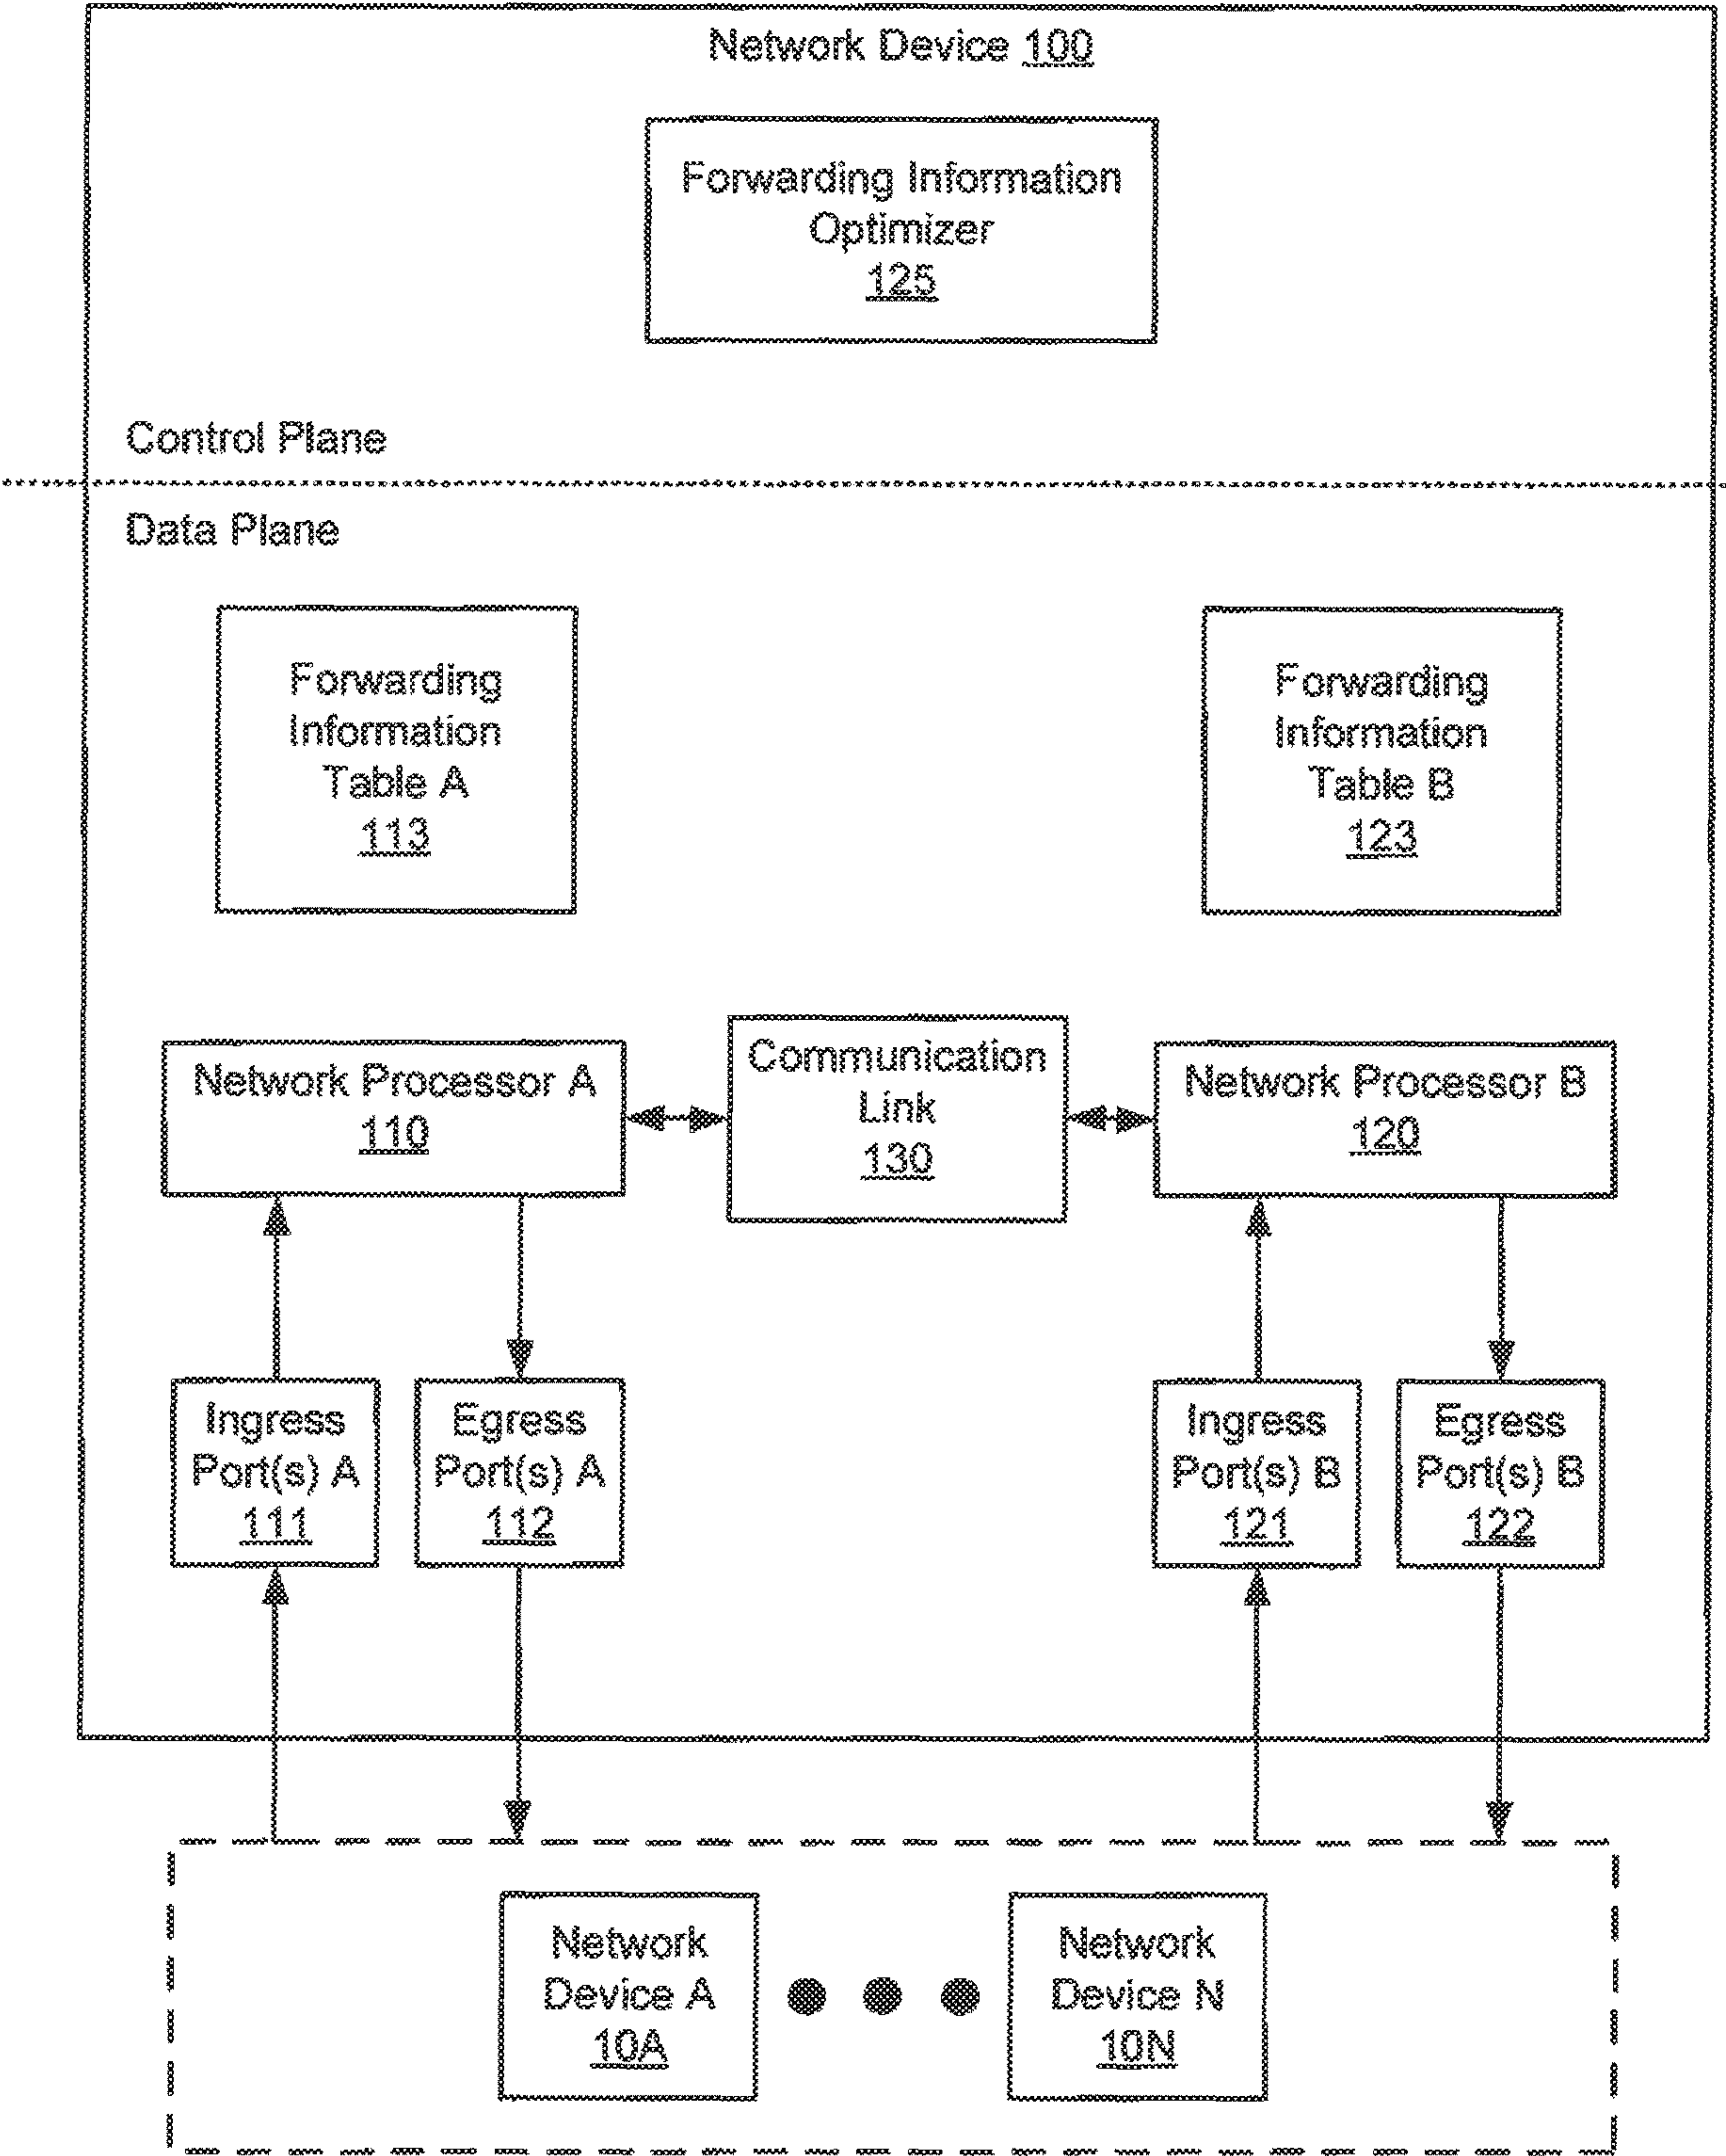 Network Device 100
Forwarding Information
Optimizer
125
Control Plane
Data Plane
Forwarding
Information
Table A
113
Forwarding
Information
Table B
123
Network Processor A
110
Communication
Link
130
Network Processor B
120
Ingress
Port(s) A
111
Egress
Port(s) A
112
Ingress
Port(s) B
121
Egress
Port(s) B
122
Network
Device A
10A
Network
Device N
10N